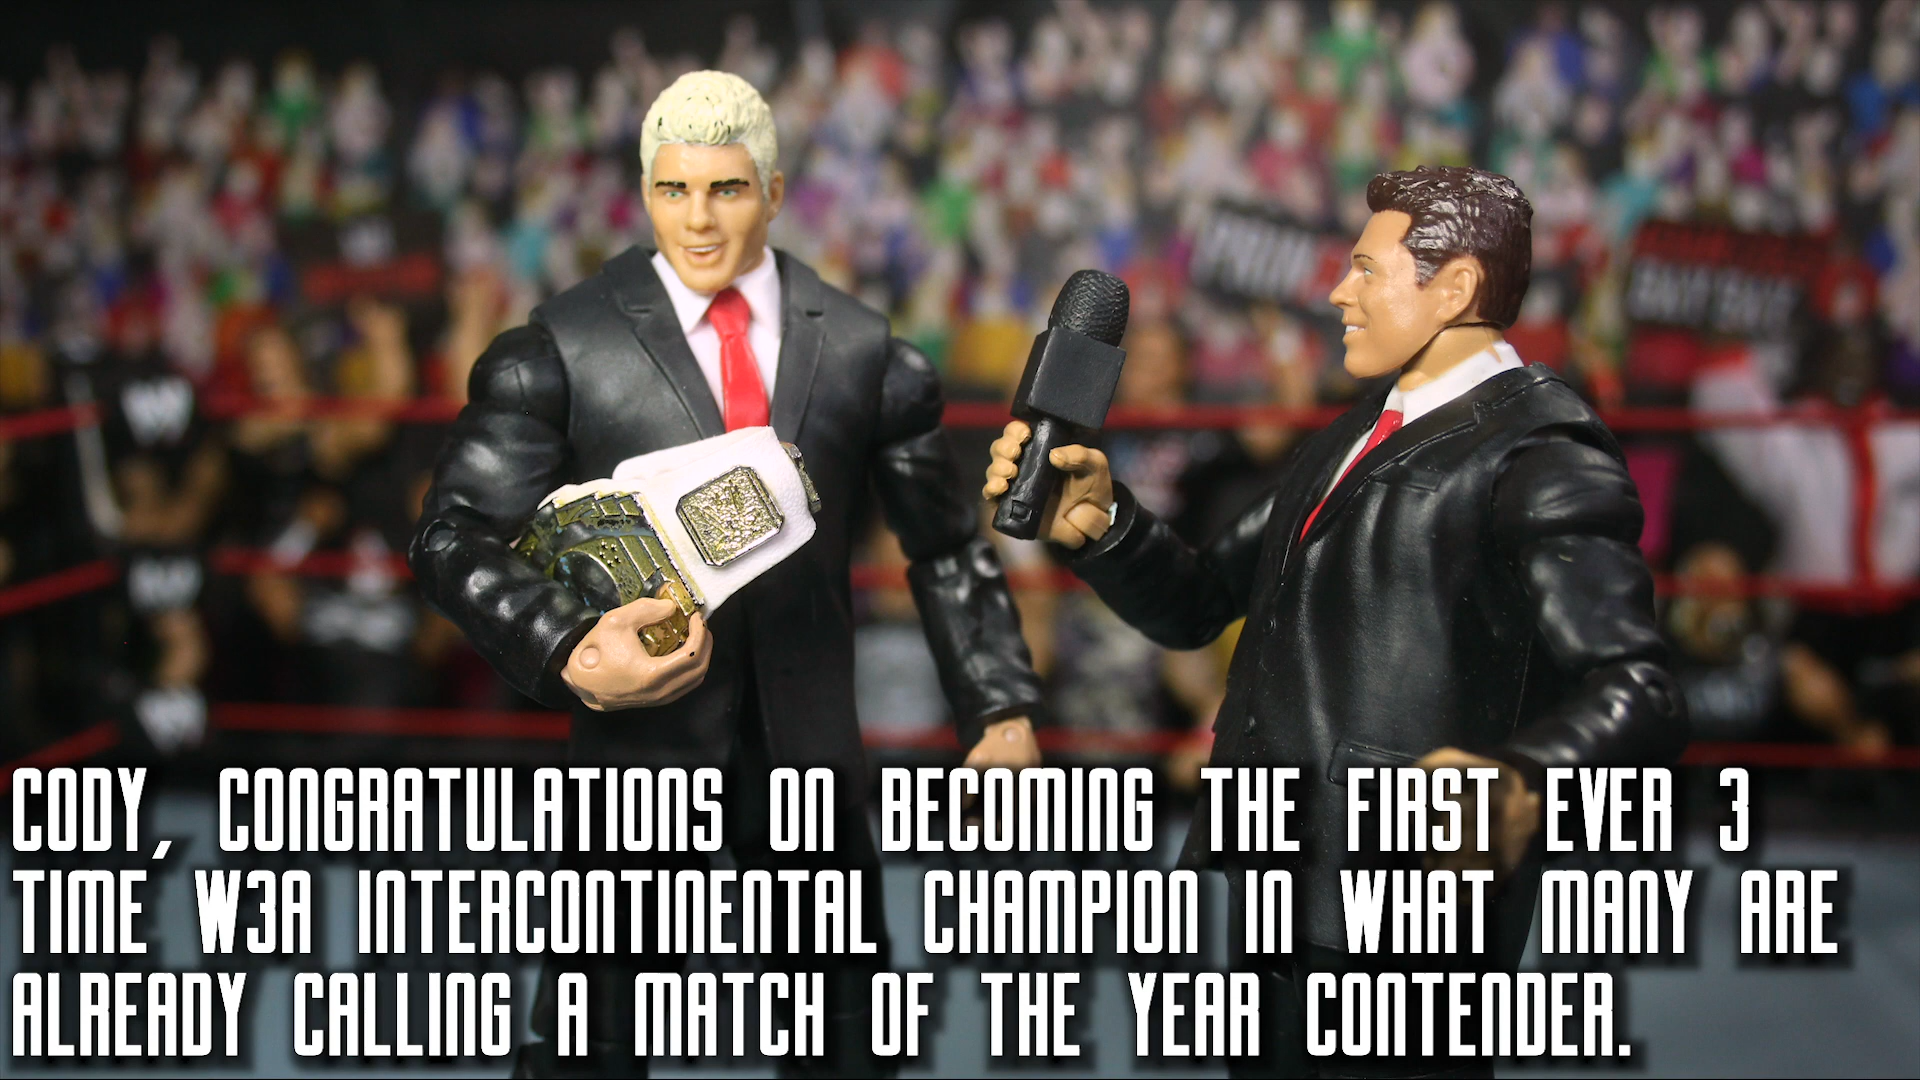 CODY, CONGRATULATIONS ON BECOMING THE FIRST EVER 3
TIME W3A INTERCONTINENTAL CHAMPION IN WHAT MANY ARE
ALREADY CALLING A MATCH OF THE YEAR CONTENDER.